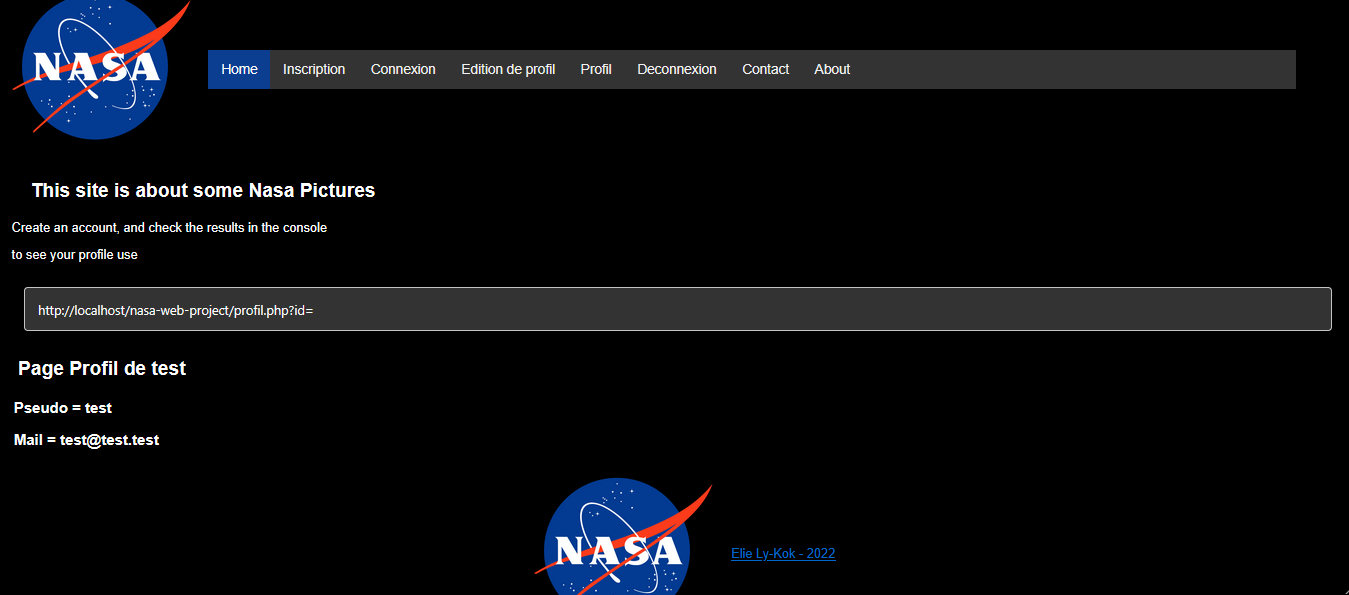 NASA
Home Inscription Connexion Edition de profil Profil Deconnexion Contact About
This site is about some Nasa Pictures
Create an account, and check the results in the console
to see your profile use
http://localhost/nasa-web-project/profil.php?id=
Page Profil de test
Pseudo = test
Mail = test@test.test
NASA
Elie Ly-Kok - 2022